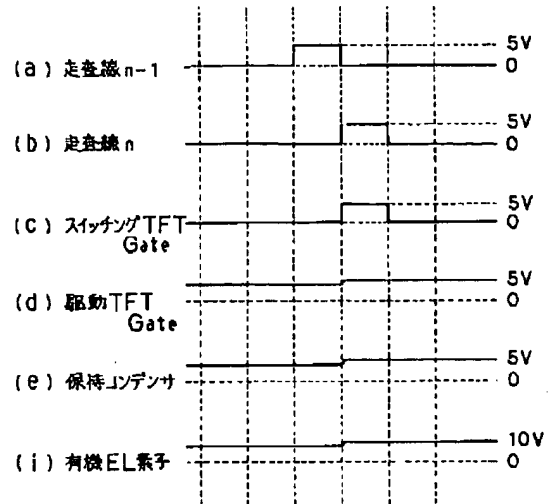 5V
(a) 走査線 n-1
0
5V
(b) 走査線 n
0
5V
(c) スイッチングTFT
0
Gate
5V
(d) 駆動TFT
0
Gate
5V
(e) 保持コンデンサ
0
10V
(i) 有機EL素子
0